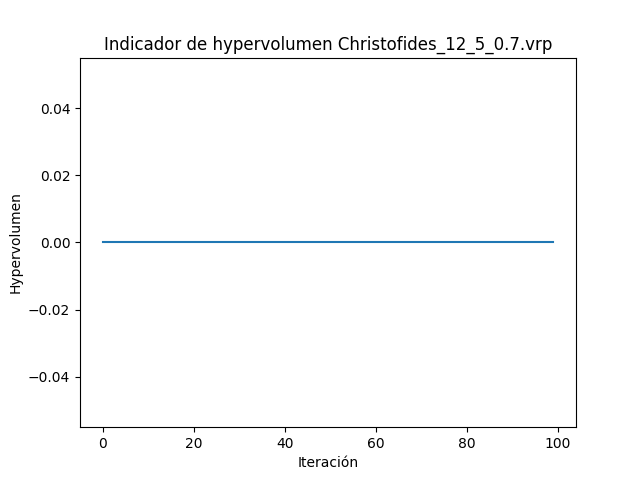 Indicador de hypervolumen Christofides_12_5_0.7.vrp
0.04
0.02
0.00
−0.02
−0.04
Hypervolumen
0 20 40 60 80 100
Iteración